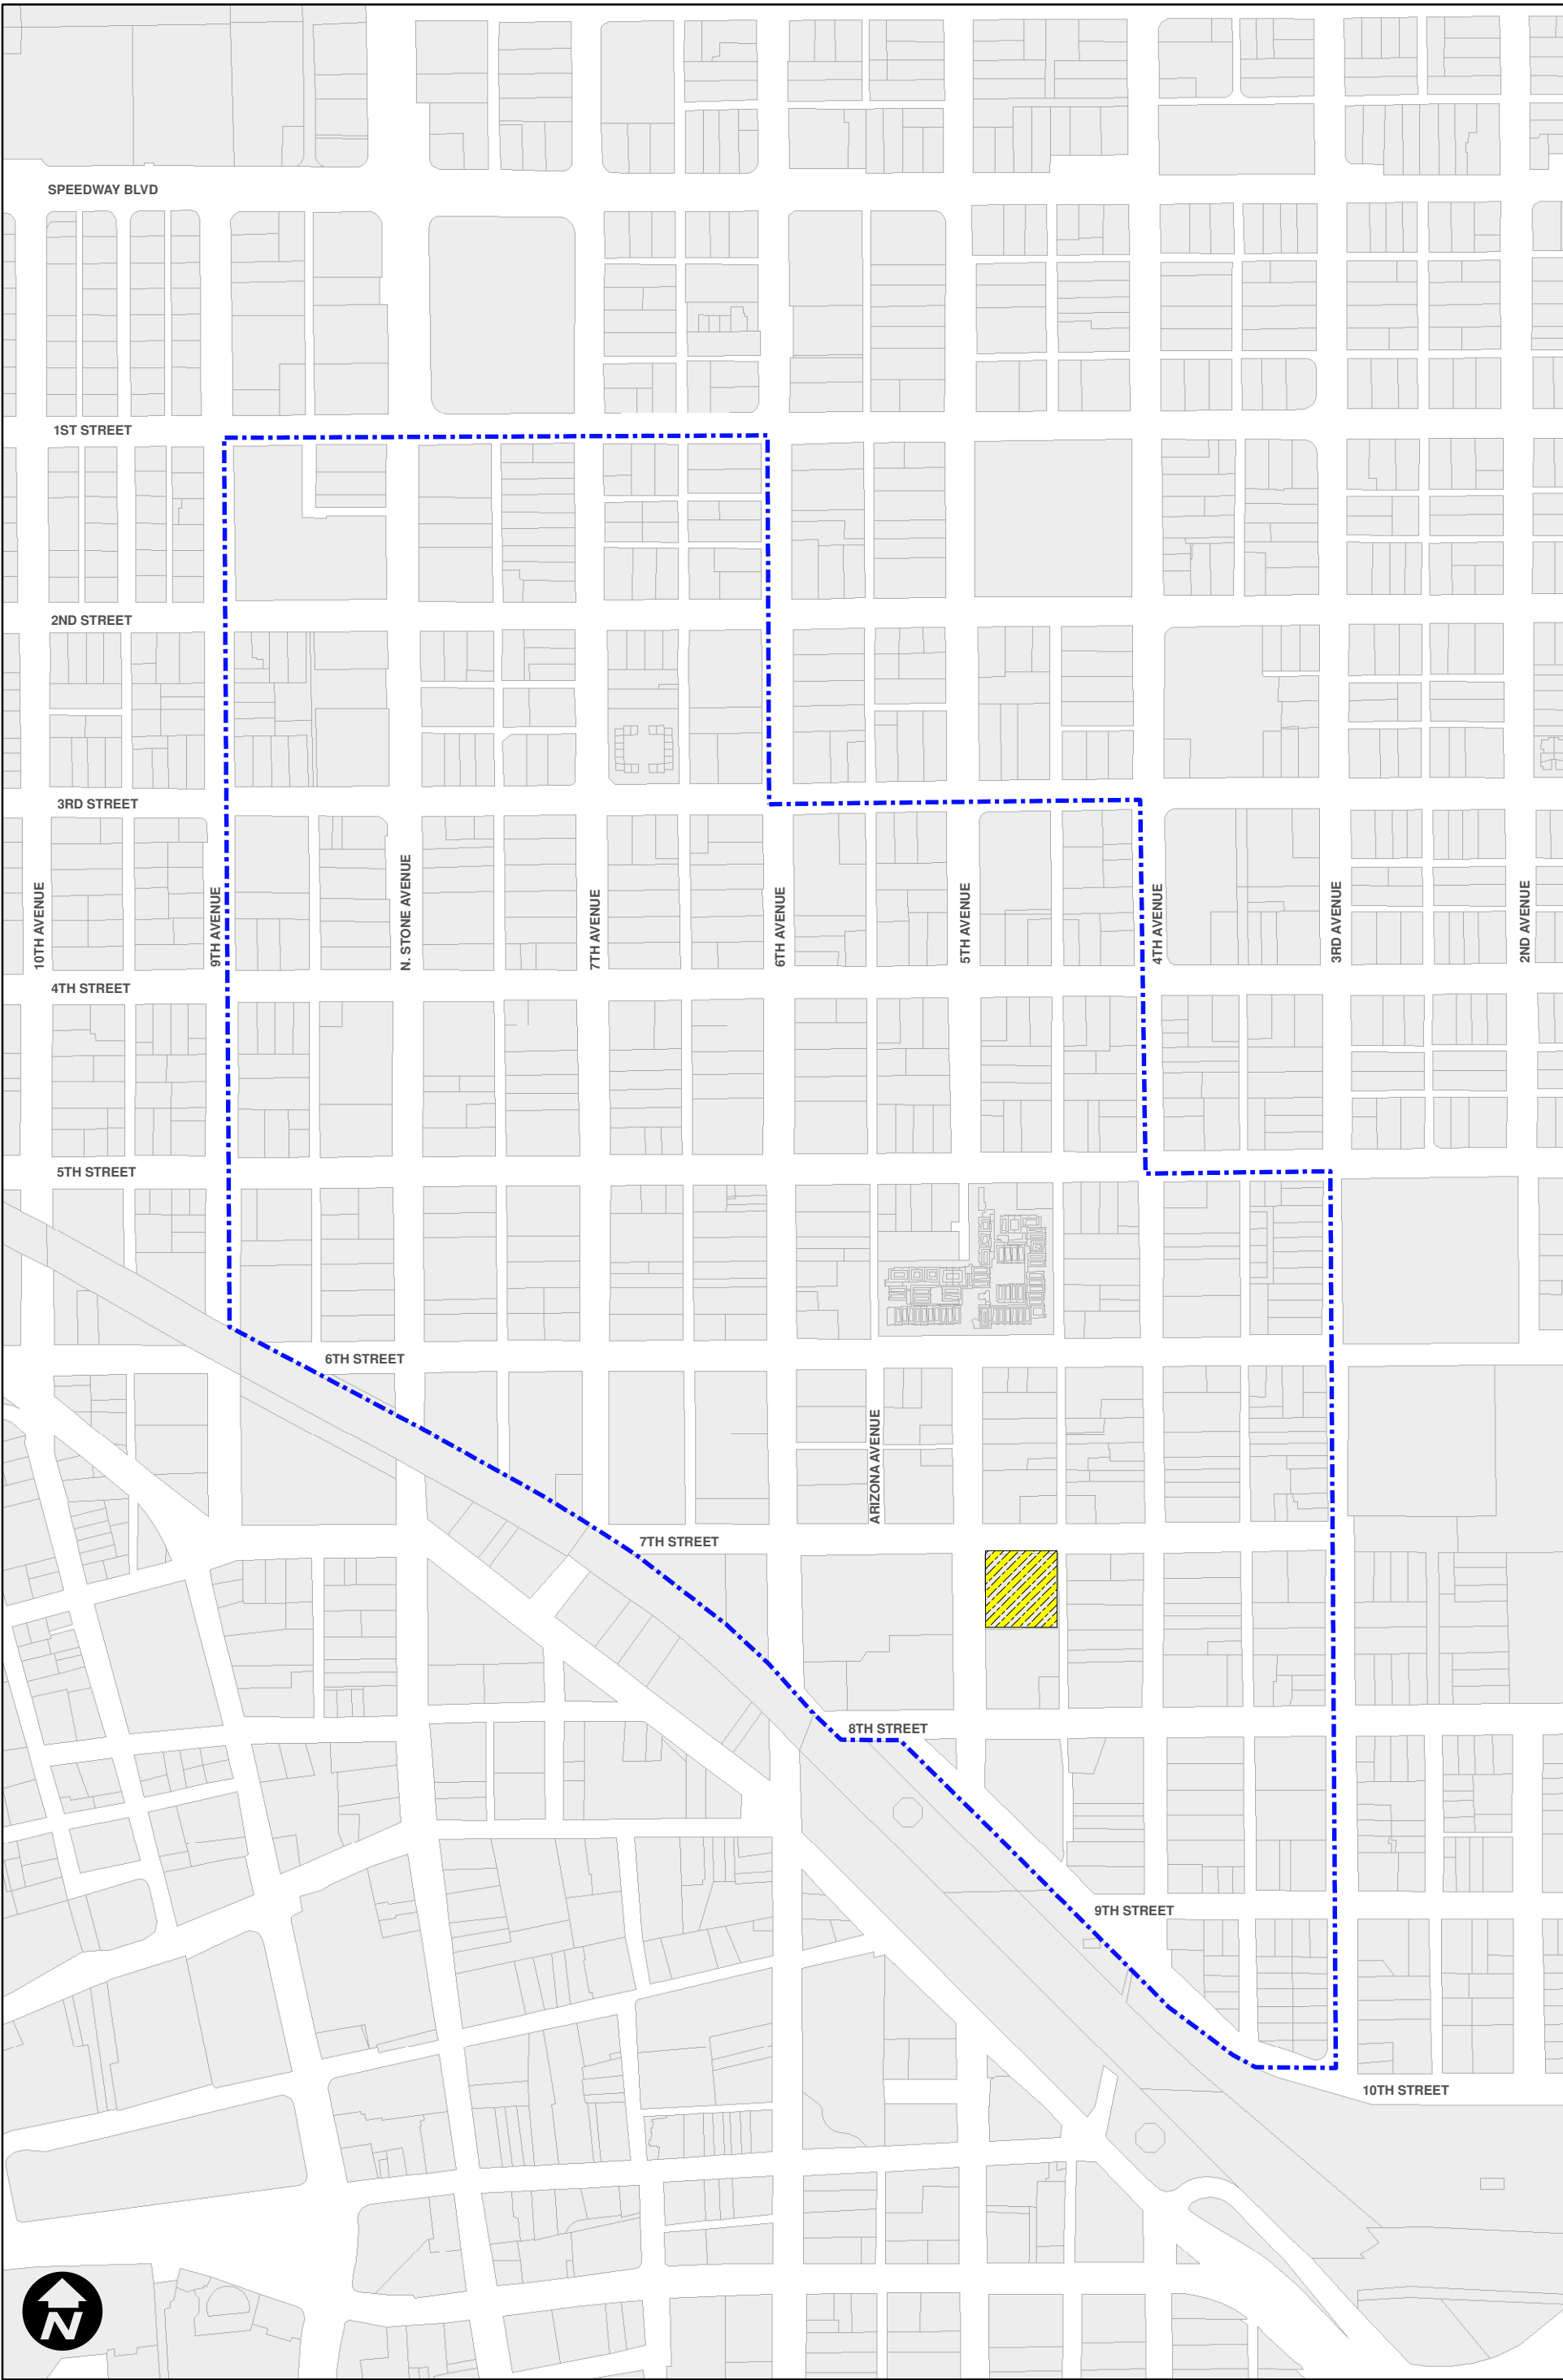 SPEEDWAY BLVD
1ST STREET
2ND STREET
3RD STREET
10TH AVENUE
9TH AVENUE
N. STONE AVENUE
7TH AVENUE
6TH AVENUE
5TH AVENUE
4TH AVENUE
3RD AVENUE
2ND AVENUE
4TH STREET
5TH STREET
6TH STREET
ARIZONA AVENUE
7TH STREET
8TH STREET
9TH STREET
10TH STREET
N